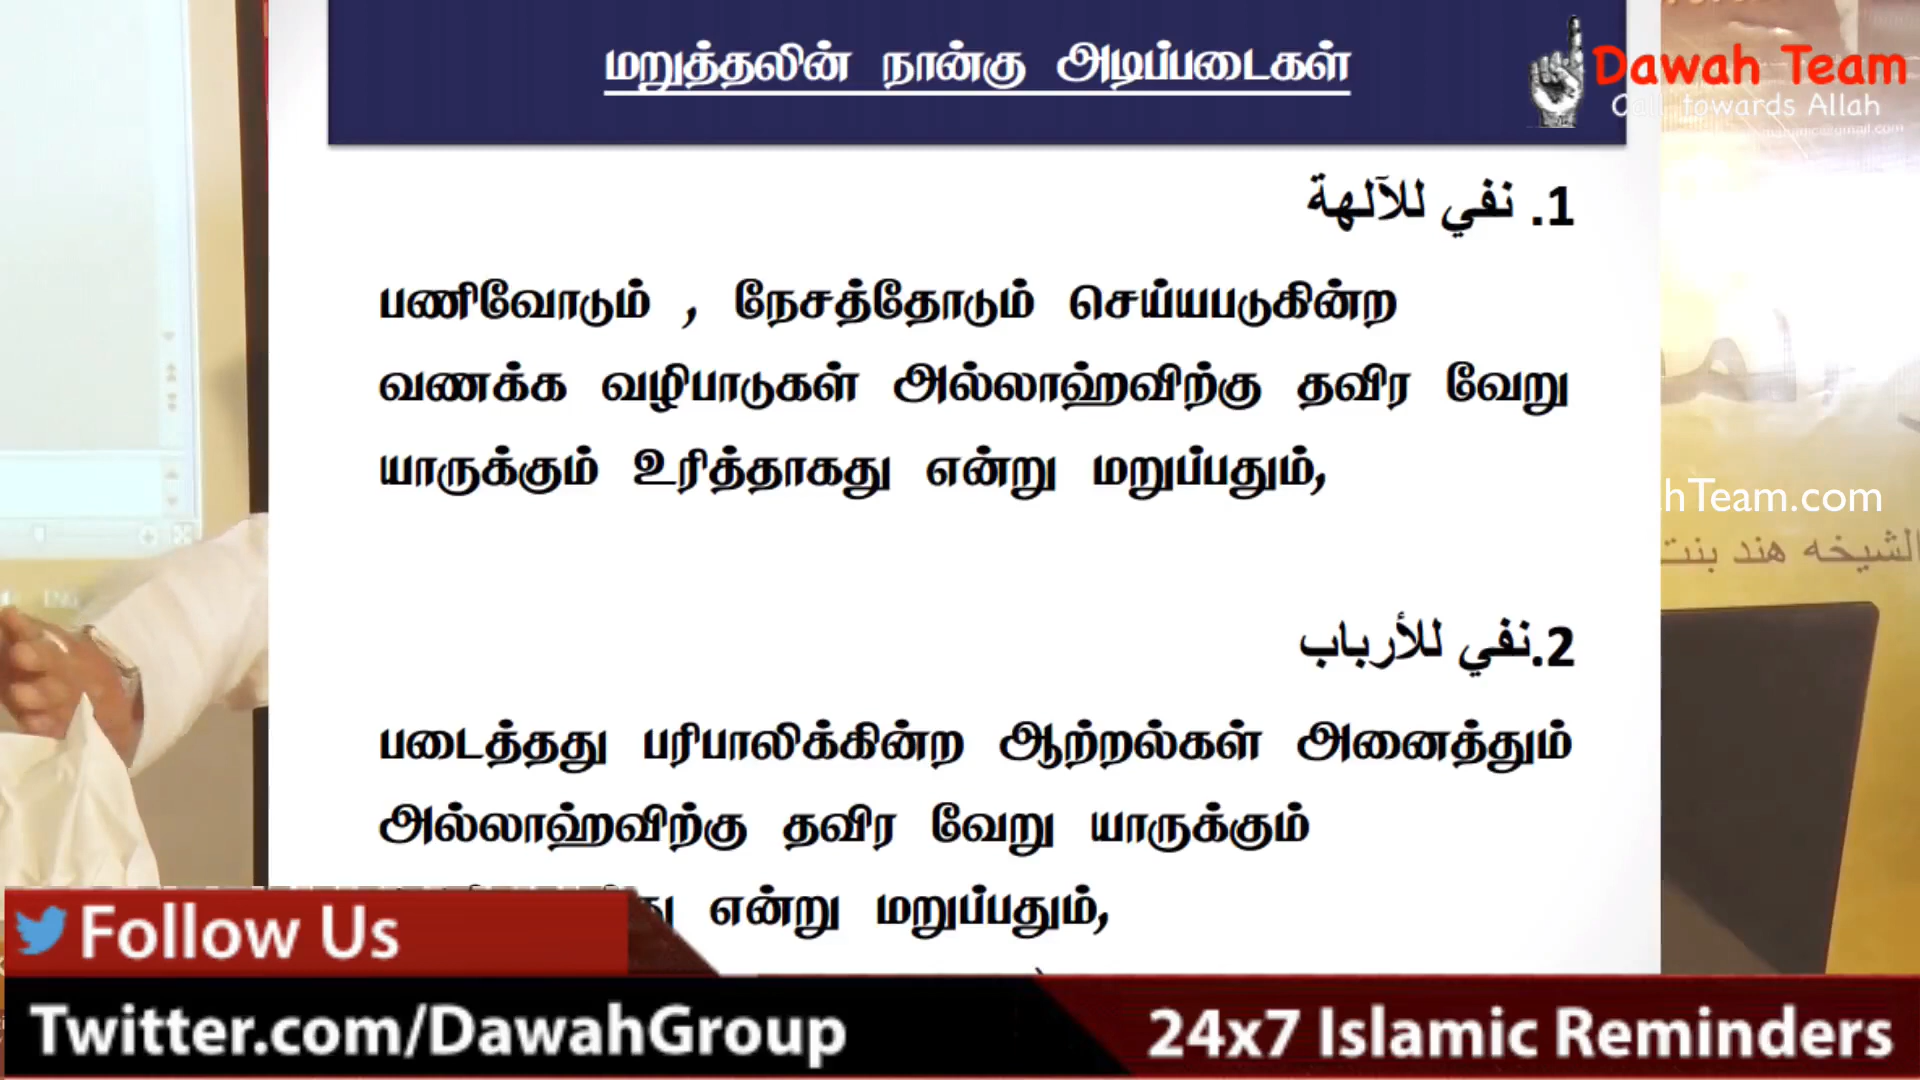 மறுத்தலின் நான்கு அடிப்படைகள்
Dawah Team
Call towards Allah
1. نفي للآلهة
பணிவோடும் , நேசத்தோடும் செய்யபடுகின்ற
வணக்க வழிபாடுகள் அல்லாஹ்விற்கு தவிர வேறு
யாருக்கும் உரித்தாகது என்று மறுப்பதும்,
hTeam.com
الشيخه هند بنت
2.نفي للأرباب
படைத்தது பரிபாலிக்கின்ற ஆற்றல்கள் அனைத்தும்
அல்லாஹ்விற்கு தவிர வேறு யாருக்கும்
என்று மறுப்பதும்,
ENG
Follow Us
Twitter.com/DawahGroup
24x7 Islamic Reminders